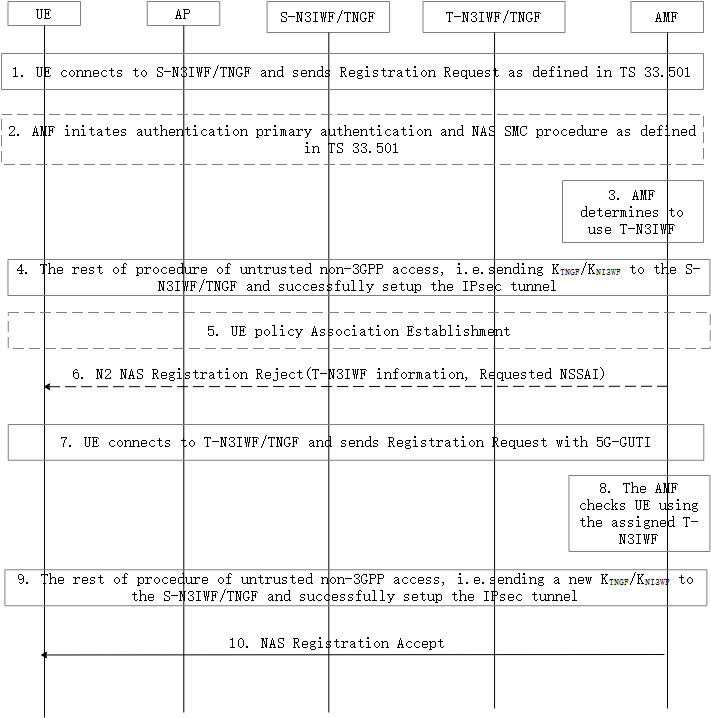 UE
AP
S-N3IWF/TNGF
T-N3IWF/TNGF
AMF
1. UE connects to S-N3IWF/TNGF and sends Registration Request as defined in TS 33.501
2. AMF initates authentication primary authentication and NAS SMC procedure as defined
in TS 33.501
3. AMF
determines to
use T-N3IWF
4. The rest of procedure of untrusted non-3GPP access, i.e.sending KTNGF/KNI3WF to the S-
N3IWF/TNGF and successfully setup the IPsec tunnel
5. UE policy Association Establishment
6. N2 NAS Registration Reject(T-N3IWF information, Requested NSSAI)
7. UE connects to T-N3IWF/TNGF and sends Registration Request with 5G-GUTI
8. The AMF
checks UE using
the assigned T-
N3IWF
9. The rest of procedure of untrusted non-3GPP access, i.e.sending a new KTNGF/KNI3WF to
the S-N3IWF/TNGF and successfully setup the IPsec tunnel
10. NAS Registration Accept